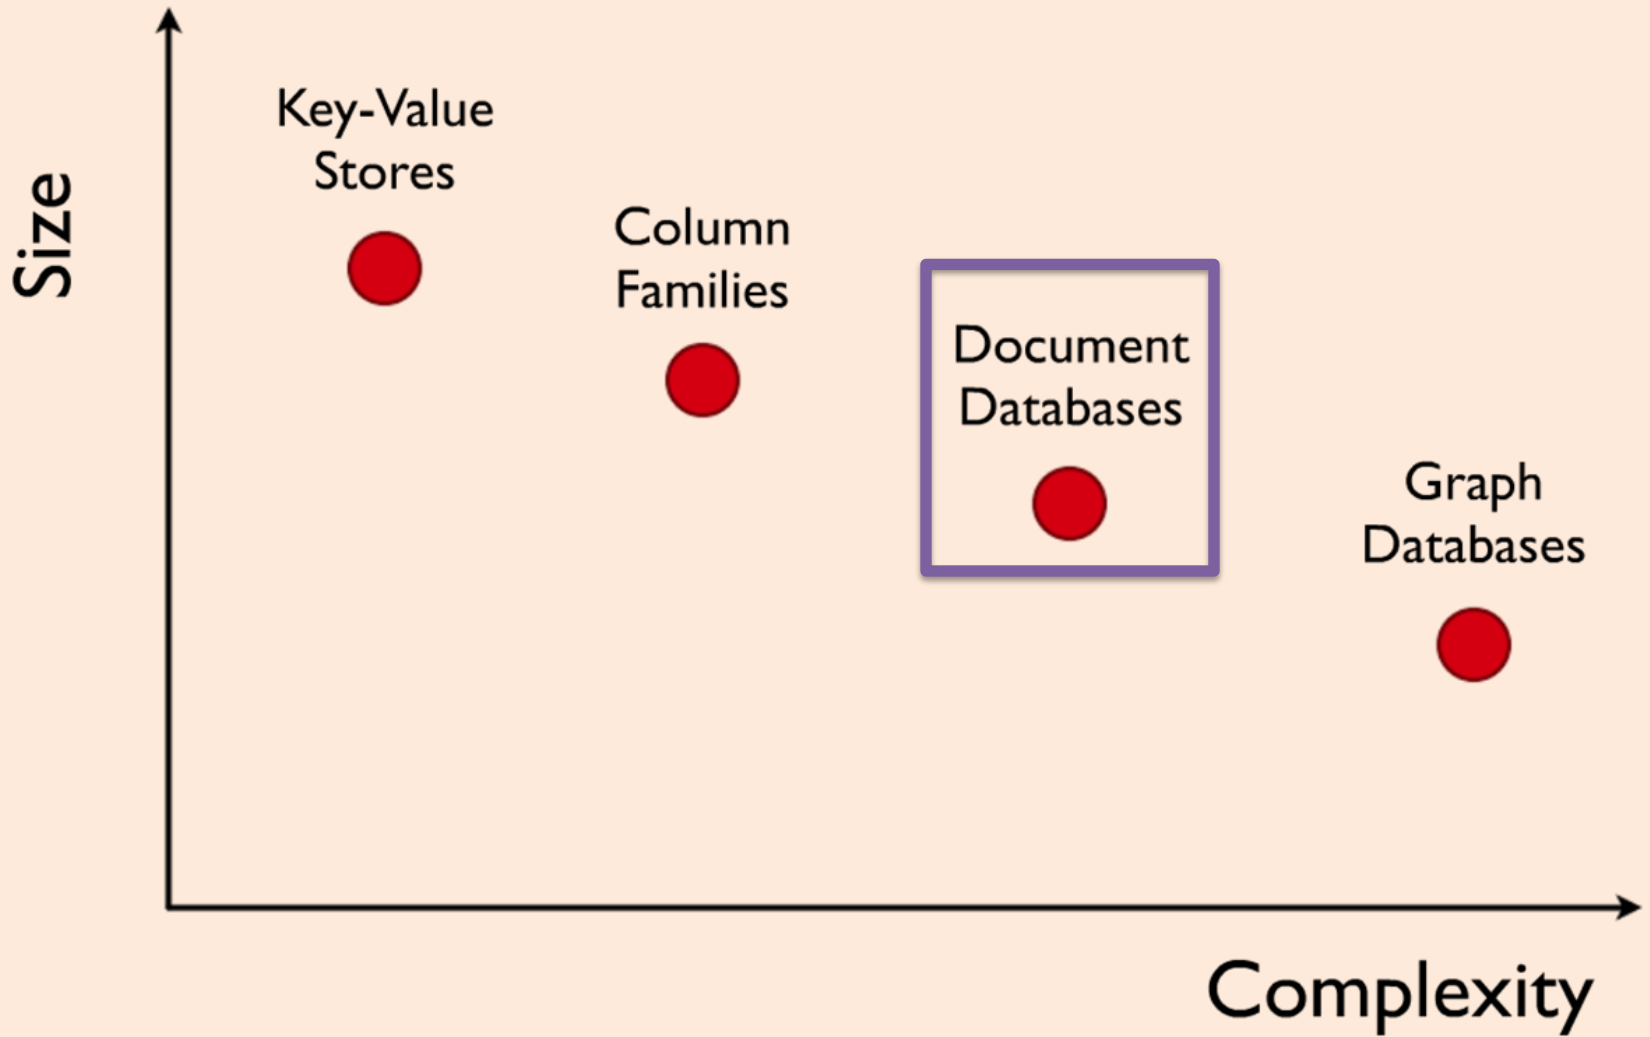 Key-Value
Stores
Size
Column
Families
Document
Databases
Graph
Databases
Complexity